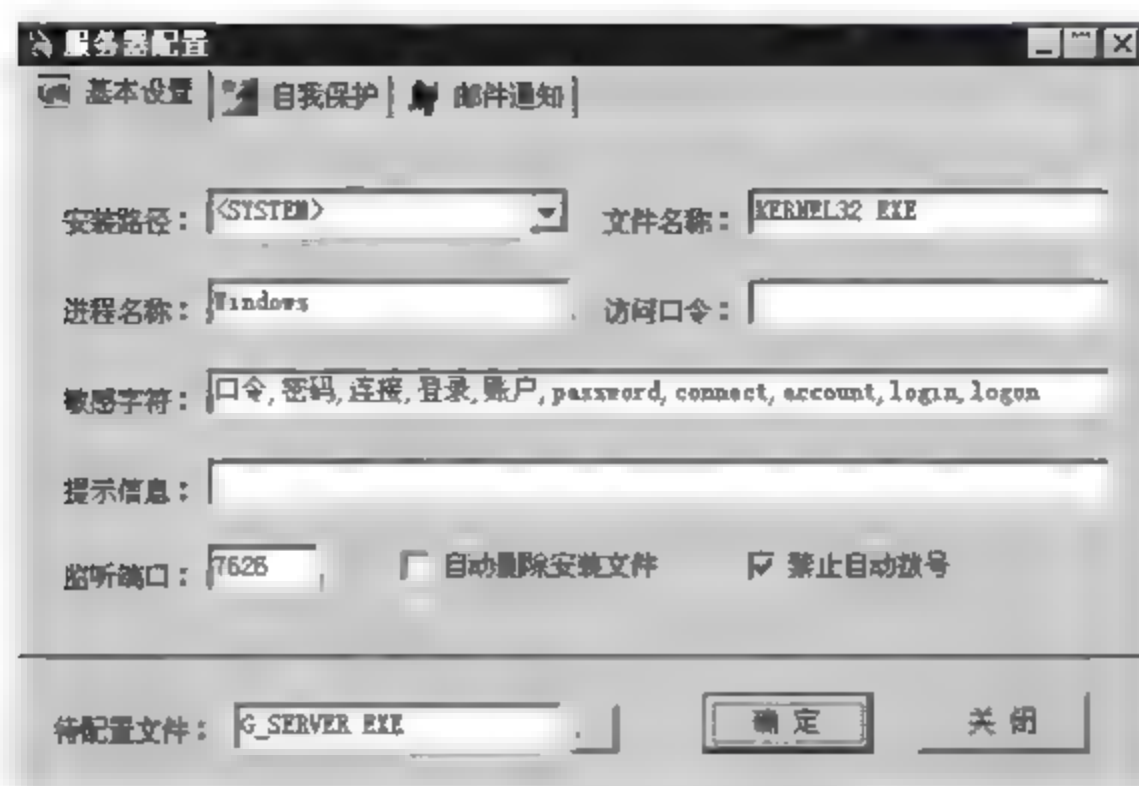 服务器配置
基本设置 自我保护 邮件通知
安装路径： <SYSTEM> 文件名称： KERNEL32 EXE
进程名称： Windows 访问口令：
敏感字符： 口令,密码,连接,登录,账户,password,connect,account,login,logon
提示信息：
监听端口： 7626 自动删除安装文件 禁止自动拨号
待配置文件： G_SERVER EXE 确定 关闭